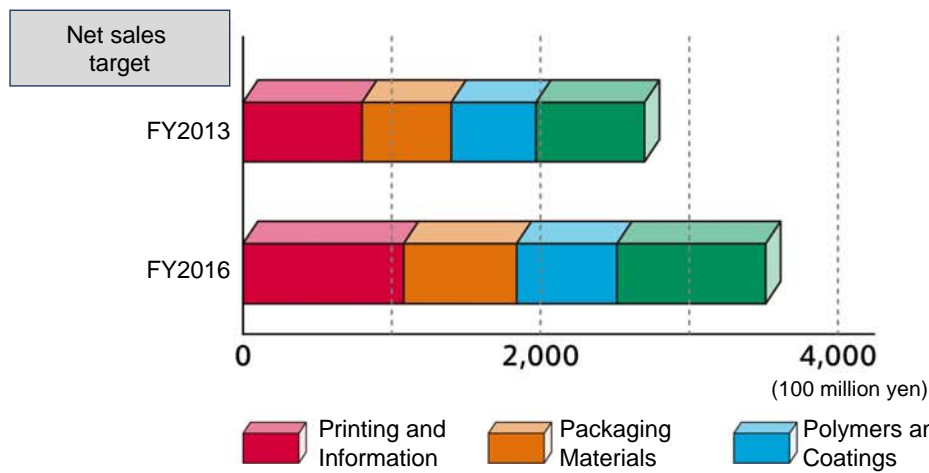 Net sales
target
FY2013
FY2016
0
2,000
4,000
(100 million yen)
Printing and
Information
Packaging
Materials
Polymers an
Coatings